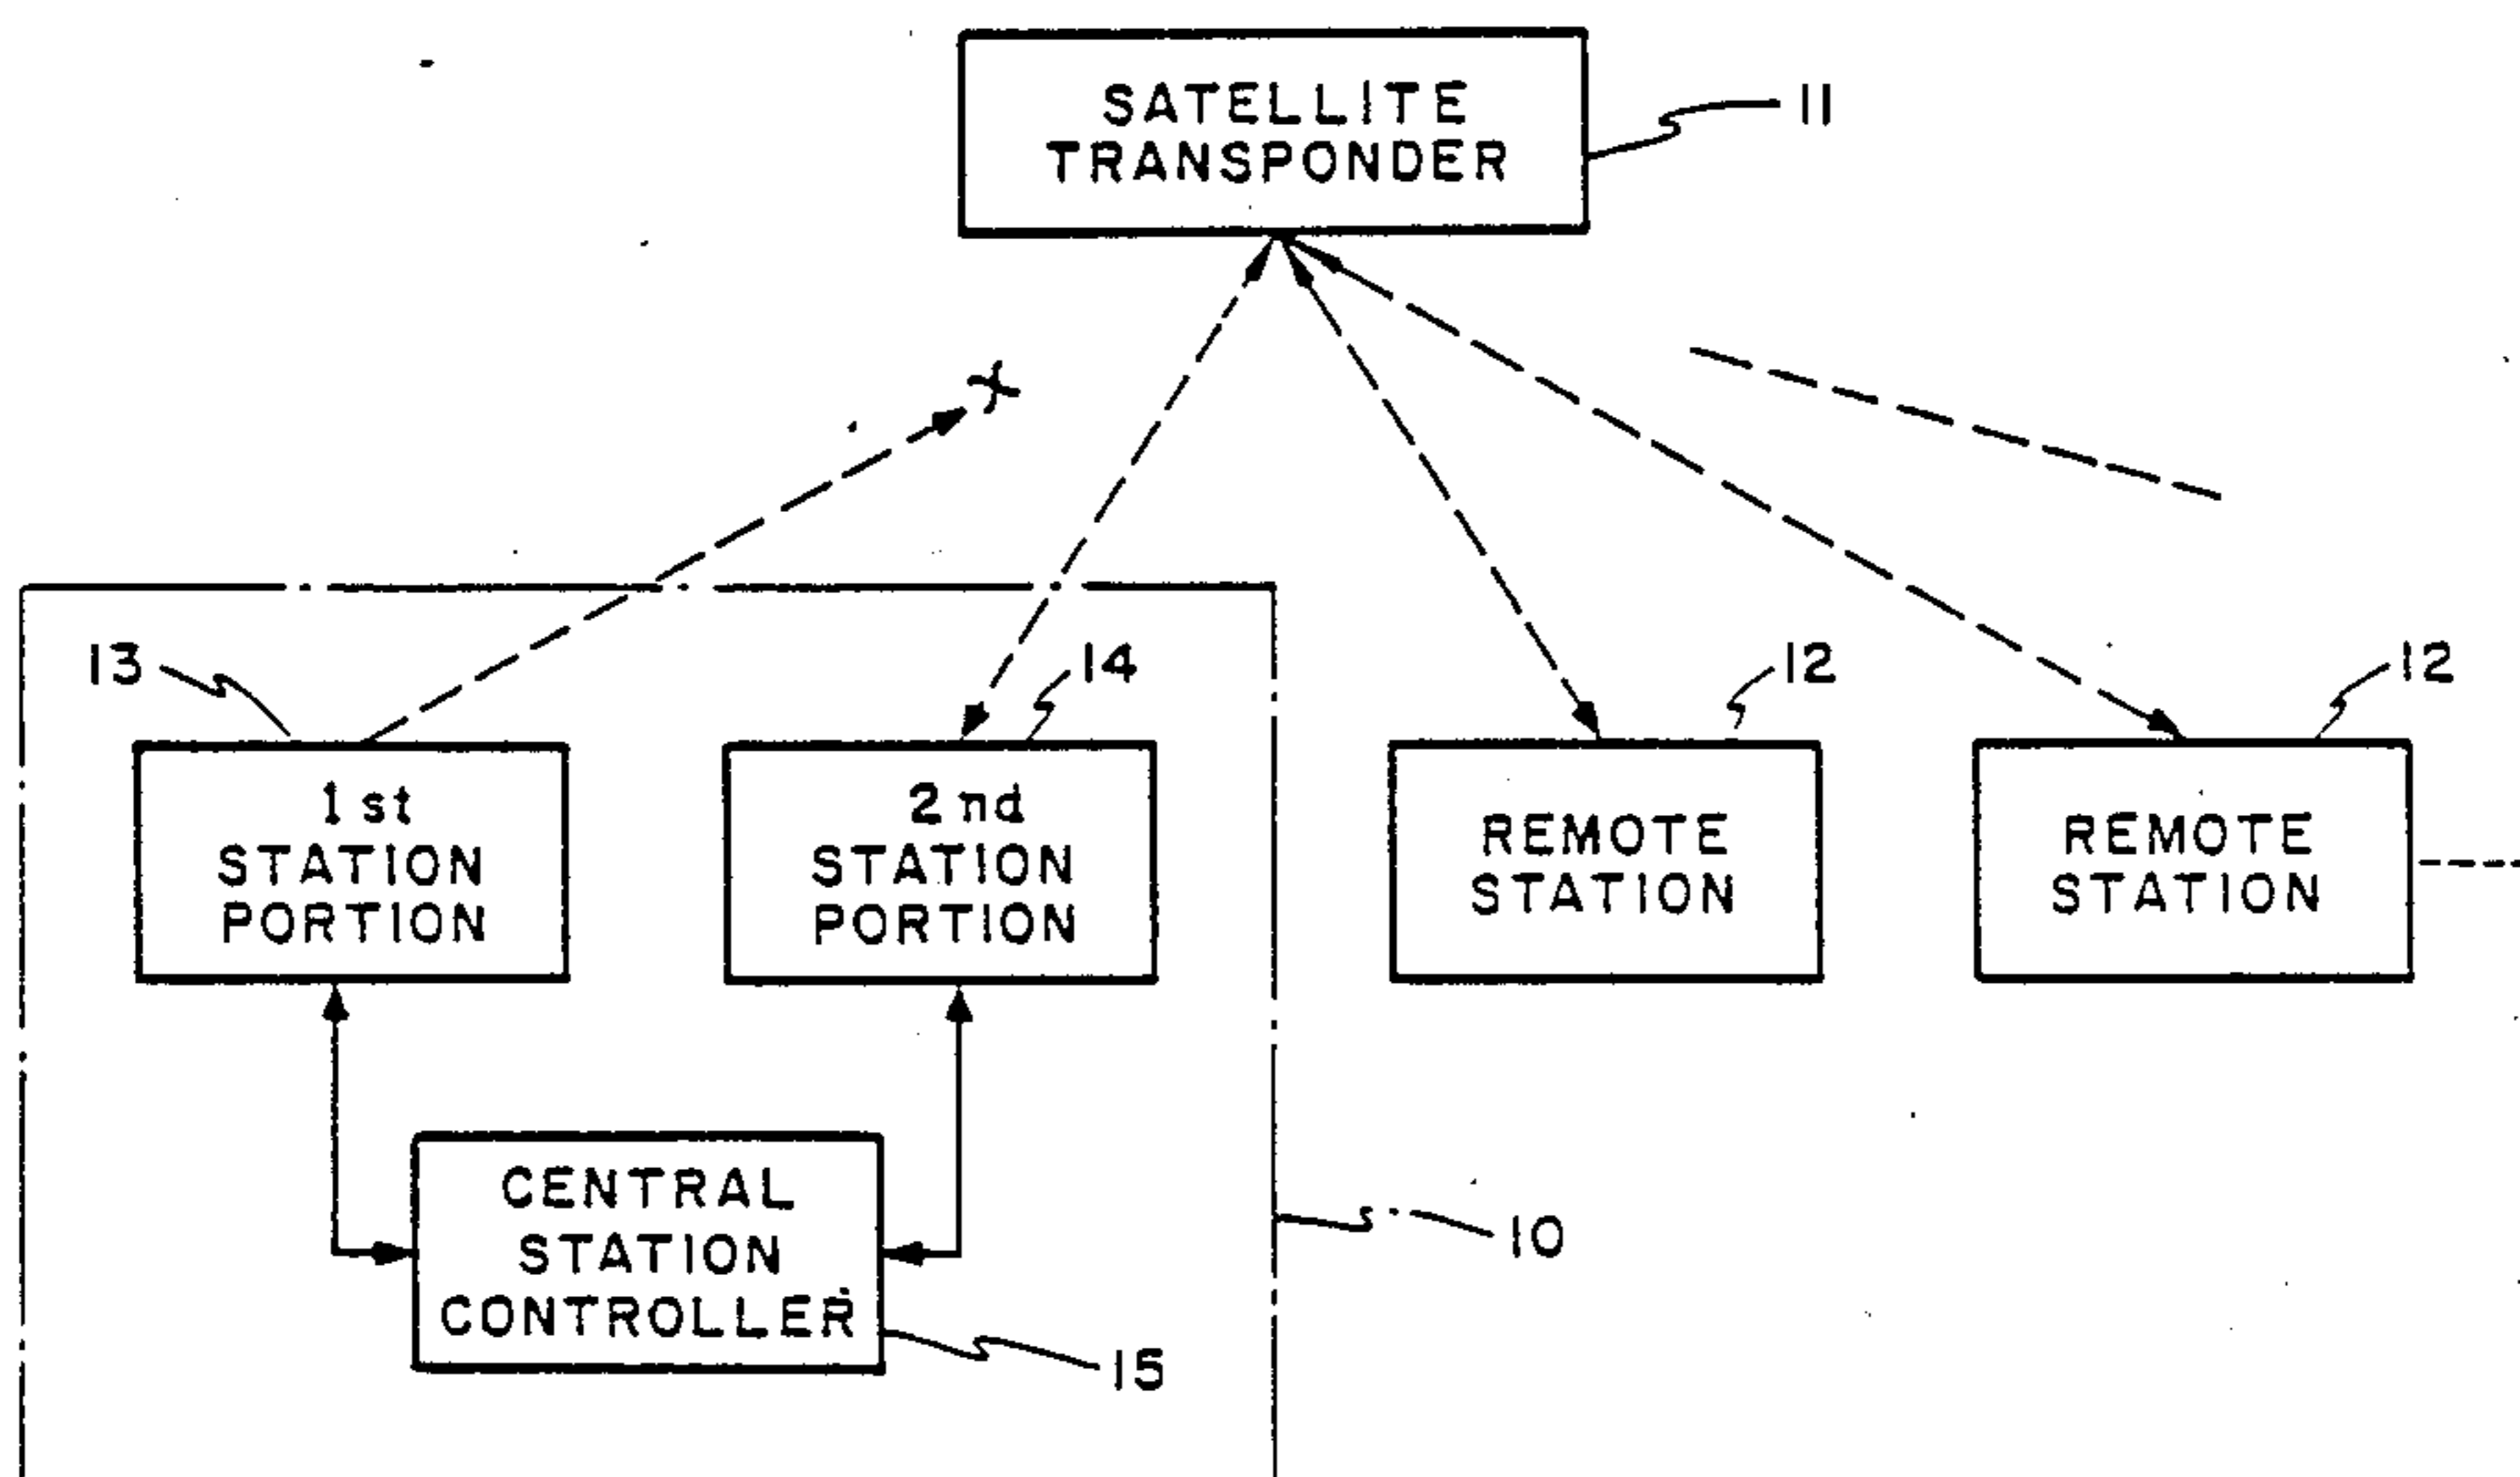 SATELLITE
TRANSPONDER
11
13
14
12
12
1st
STATION
PORTION
2nd
STATION
PORTION
REMOTE
STATION
REMOTE
STATION
CENTRAL
STATION
CONTROLLER
10
15